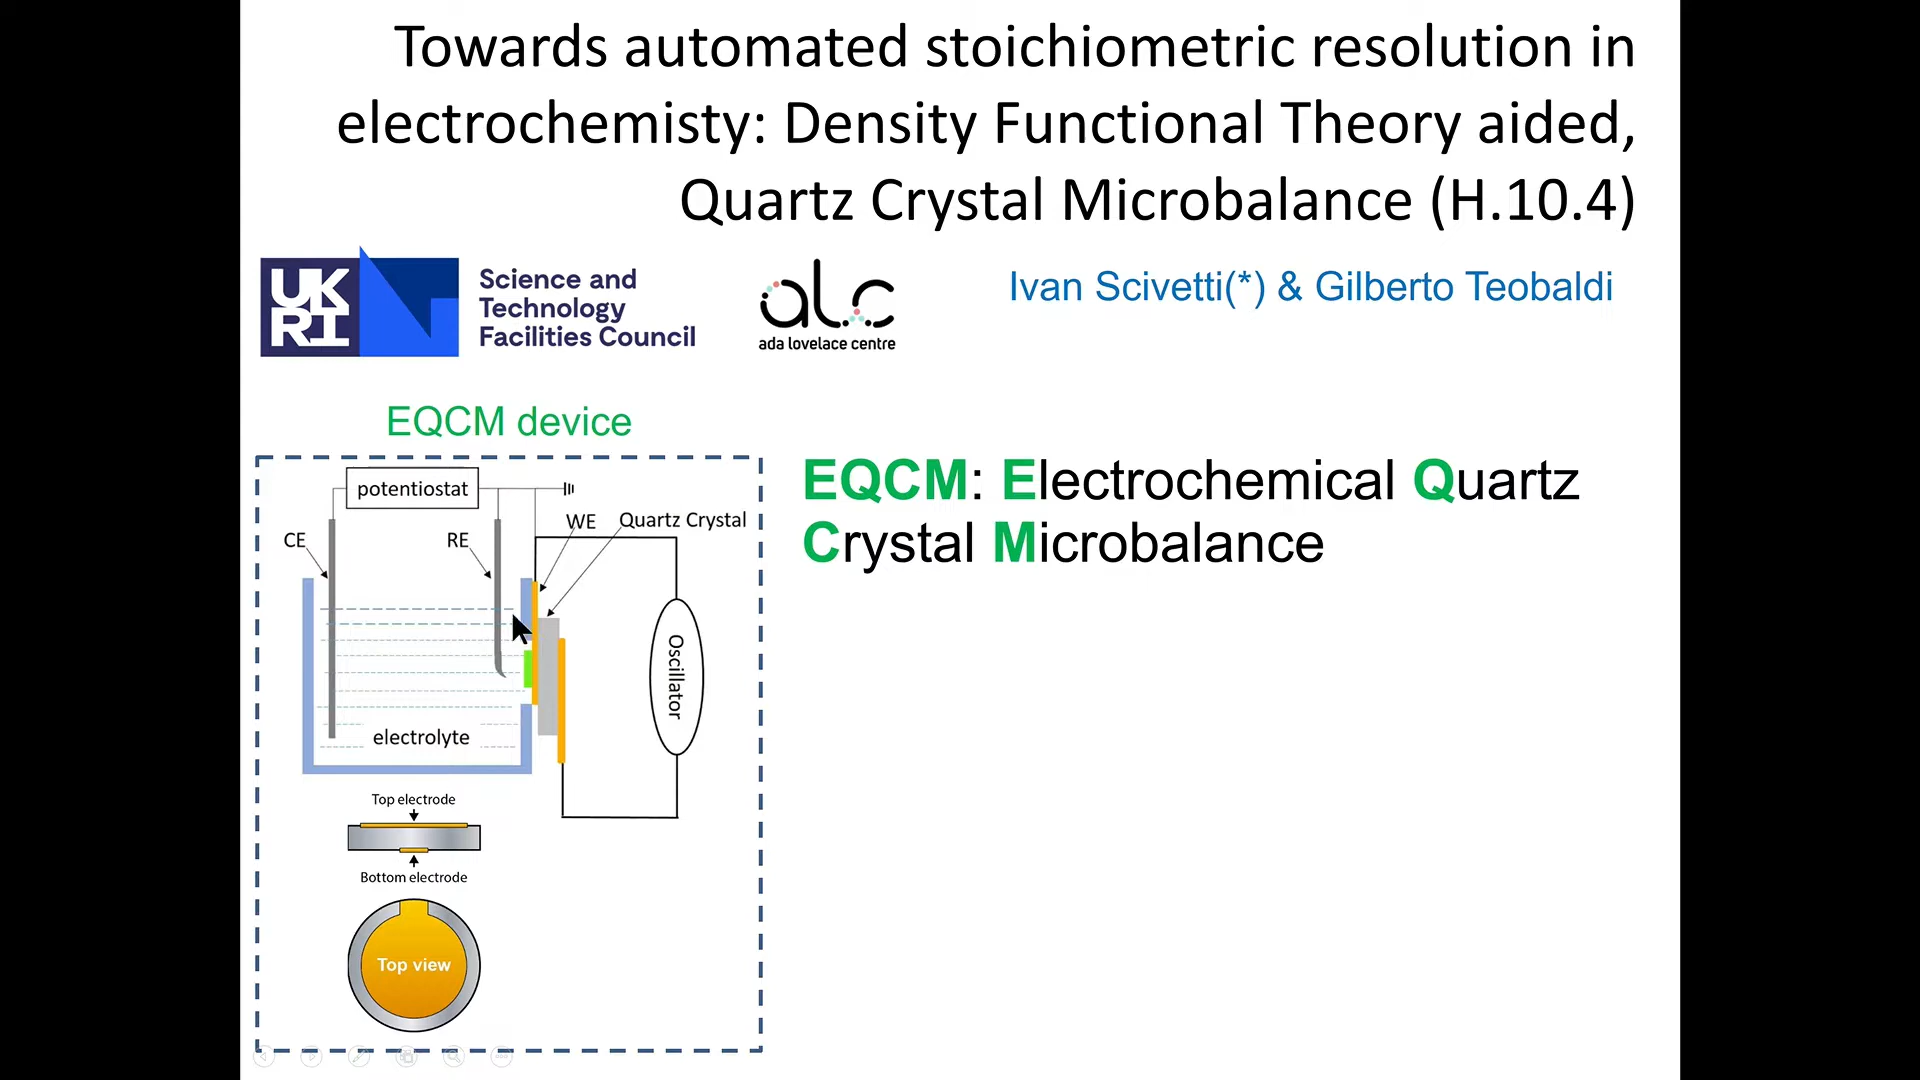 Towards automated stoichiometric resolution in
electrochemisty: Density Functional Theory aided,
Quartz Crystal Microbalance (H.10.4)
UK
RI
Science and
Technology
Facilities Council
alc
ada lovelace centre
Ivan Scivetti(*) & Gilberto Teobaldi
EQCM device
EQCM: Electrochemical Quartz
Crystal Microbalance
potentiostat
CE
RE
WE
Quartz Crystal
Oscillator
electrolyte
Top electrode
Bottom electrode
Top view